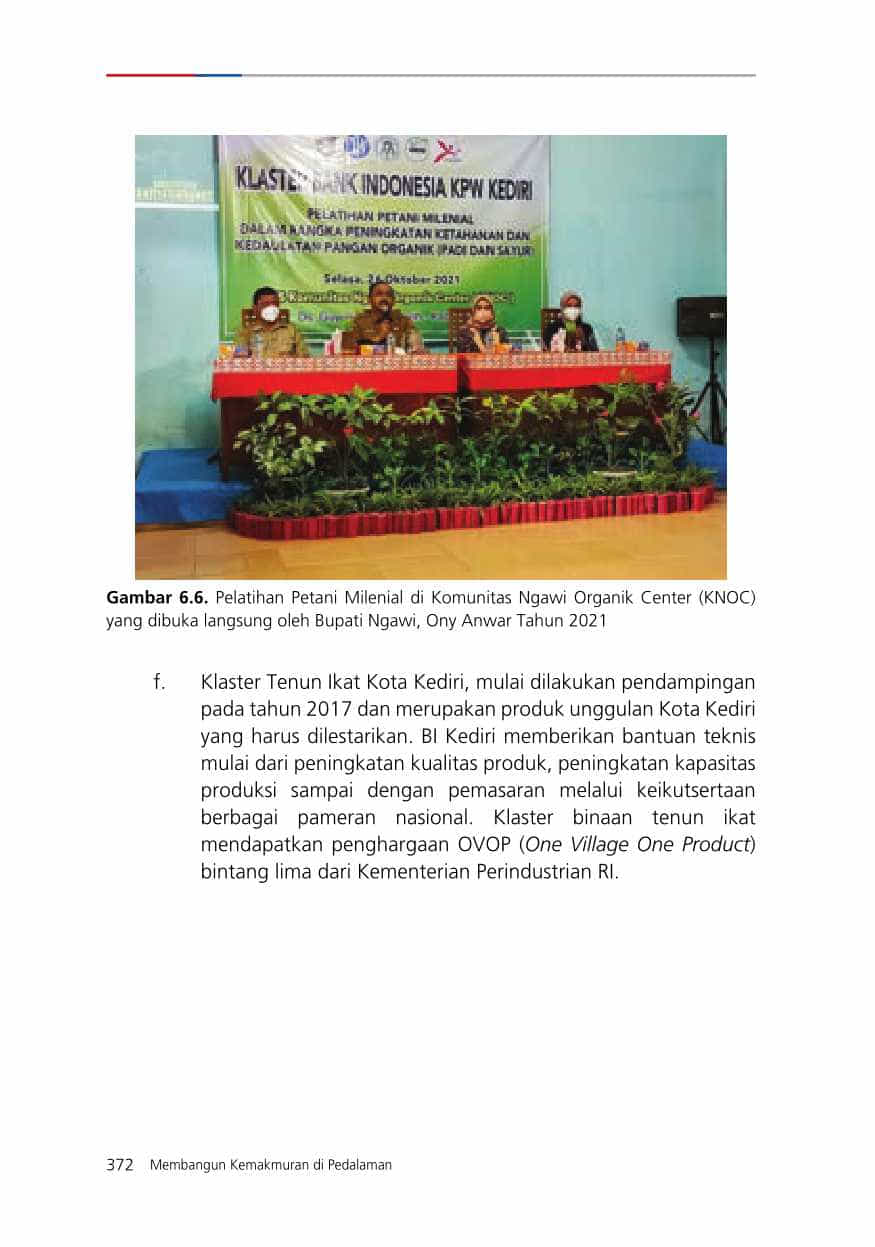 KLASTER BANK INDONESIA KPW KEDIRI
PELATIHAN PETANI MILENIAL
DALAM RANGKA PENINGKATAN KETAHANAN DAN
KEDAULATAN PANGAN ORGANIK (PADI DAN SAYUR)
Selasa, 26 Oktober 2021
Komunitas Organic Center
Gambar 6.6. Pelatihan Petani Milenial di Komunitas Ngawi Organik Center (KNOC)
yang dibuka langsung oleh Bupati Ngawi, Ony Anwar Tahun 2021
f. Klaster Tenun Ikat Kota Kediri, mulai dilakukan pendampingan
pada tahun 2017 dan merupakan produk unggulan Kota Kediri
yang harus dilestarikan. BI Kediri memberikan bantuan teknis
mulai dari peningkatan kualitas produk, peningkatan kapasitas
produksi sampai dengan pemasaran melalui keikutsertaan
berbagai pameran nasional. Klaster binaan tenun ikat
mendapatkan penghargaan OVOP (One Village One Product)
bintang lima dari Kementerian Perindustrian RI.
372 Membangun Kemakmuran di Pedalaman